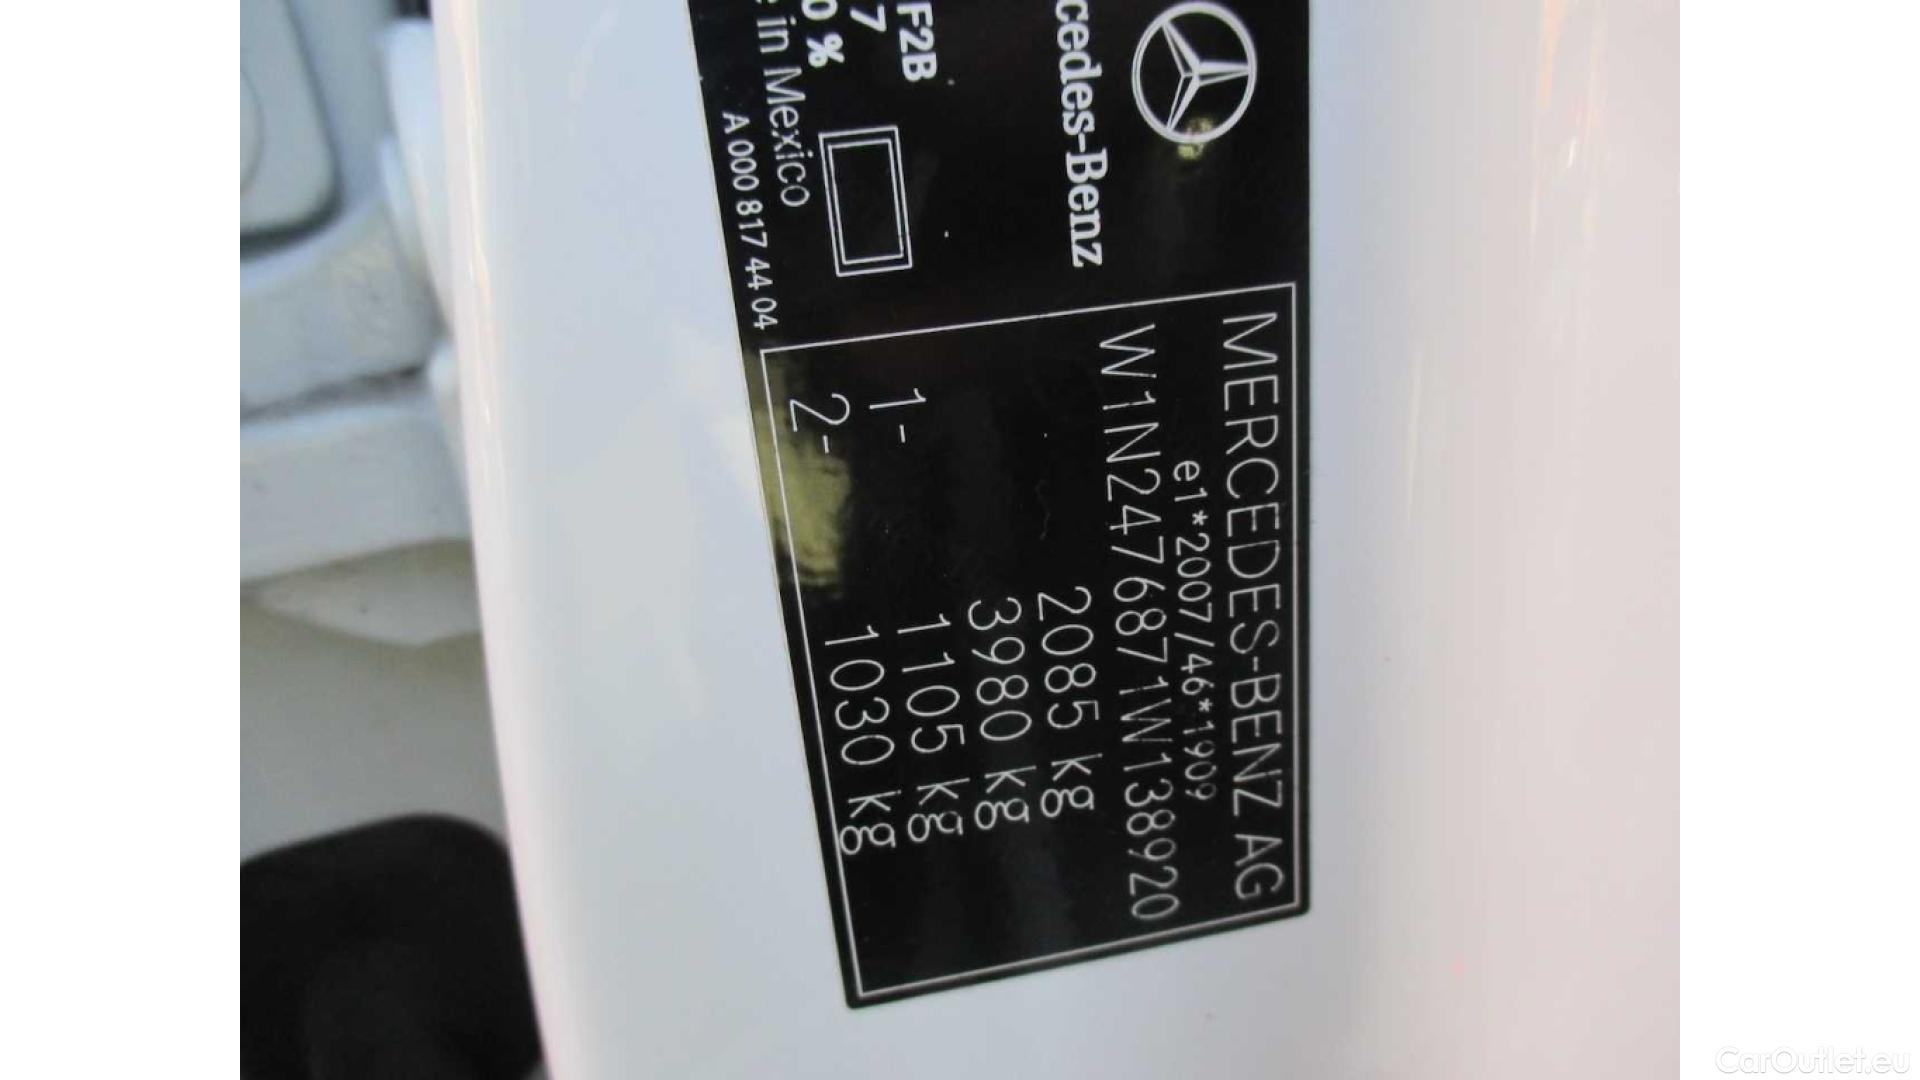 cedes-Benz
F2B
7
0 %
in Mexico
A 000 817 44 04
MERCEDES-BENZ AG
e1*2007/46*1909
W1N2476871W138920
2085 kg
3980 kg
1- 1105 kg
2- 1030 kg
CarOutlet.eu